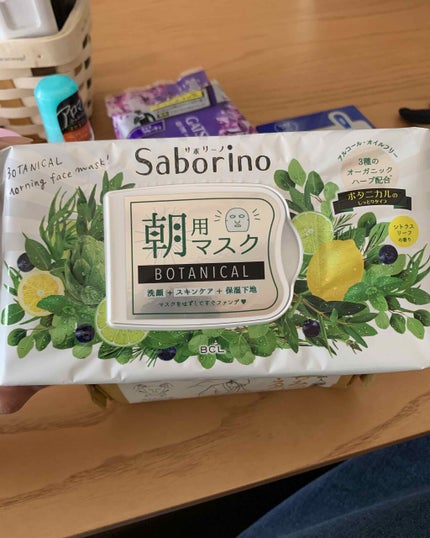 BOTANICAL
morning face mask!
サボリーノ
Saborino
アルコール・オイルフリー
3種の
オーガニック
ハーブ配合
ボタニカルの
しっとりタイプ
シトラス
リーフ
の香り
朝用
マスク
BOTANICAL
洗顔+スキンケア+保湿下地
マスクをはずしてすぐファンデ♥
BCL